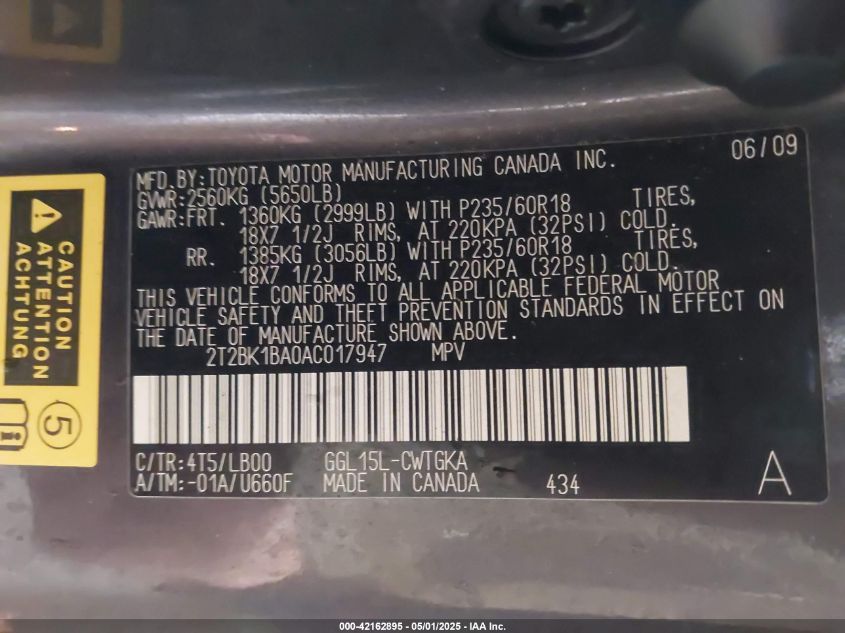 06/09
MFD.BY:TOYOTA MOTOR MANUFACTURING CANADA INC.
GVWR:2560KG (5650LB)
GAWR:FRT. 1360KG (2999LB) WITH P235/60R18 TIRES,
18X7 1/2J RIMS, AT 220KPA (32PSI) COLD.
RR. 1385KG (3056LB) WITH P235/60R18 TIRES,
18X7 1/2J RIMS, AT 220KPA (32PSI) COLD.
THIS VEHICLE CONFORMS TO ALL APPLICABLE FEDERAL MOTOR
VEHICLE SAFETY AND THEFT PREVENTION STANDARDS IN EFFECT ON
THE DATE OF MANUFACTURE SHOWN ABOVE.
2T2BK1BA0AC017947 MPV
C/TR:4T5/LB00 GGL15L-CWTGKA
A/TM:-01A/U660F MADE IN CANADA 434 A
CAUTION
ATTENTION
ACHTUNG
5
000-42162895 - 05/01/2025 - IAA Inc.